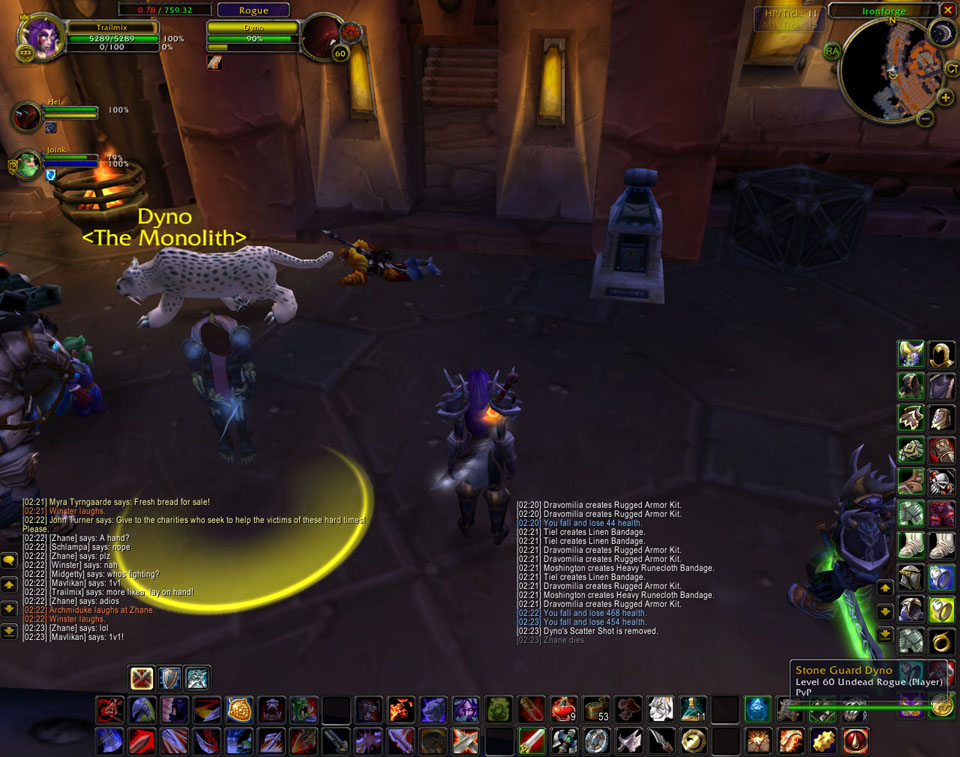 0.78 / 759.32
Rogue
HP/Tick: 11
Ironforge
Trailmix
5289/5289 100%
0/100 0%
Dyno
90%
60
N
RA
Hel
100%
Joink
79%
100%
Dyno
<The Monolith>
[02:21] Myra Tyrngaarde says: Fresh bread for sale!
[02:21] Winster laughs.
[02:22] John Turner says: Give to the charities who seek to help the victims of these hard times!
Please.
[02:22] [Zhane] says: A hand?
[02:22] [Schlampa] says: nope
[02:22] [Zhane] says: plz
[02:22] [Winster] says: nah
[02:22] [Midgetty] says: whos fighting?
[02:22] [Mavlikan] says: 1v1
[02:22] [Trailmix] says: more likea lay on hand!
[02:22] [Zhane] says: adios
[02:22] Archmiduke laughs at Zhane.
[02:22] Winster laughs.
[02:23] [Zhane] says: lol
[02:23] [Mavlikan] says: 1v1!
[02:20] Dravomilia creates Rugged Armor Kit.
[02:20] Dravomilia creates Rugged Armor Kit.
[02:20] You fall and lose 44 health.
[02:21] Tiel creates Linen Bandage.
[02:21] Tiel creates Linen Bandage.
[02:21] Dravomilia creates Rugged Armor Kit.
[02:21] Dravomilia creates Rugged Armor Kit.
[02:21] Moshington creates Heavy Runecloth Bandage.
[02:21] Tiel creates Linen Bandage.
[02:21] Dravomilia creates Rugged Armor Kit.
[02:21] Moshington creates Heavy Runecloth Bandage.
[02:21] Dravomilia creates Rugged Armor Kit.
[02:22] You fall and lose 468 health.
[02:23] You fall and lose 454 health.
[02:23] Dyno's Scatter Shot is removed.
[02:23] Zhane dies.
Stone Guard Dyno
Level 60 Undead Rogue (Player)
PvP
9
53
11